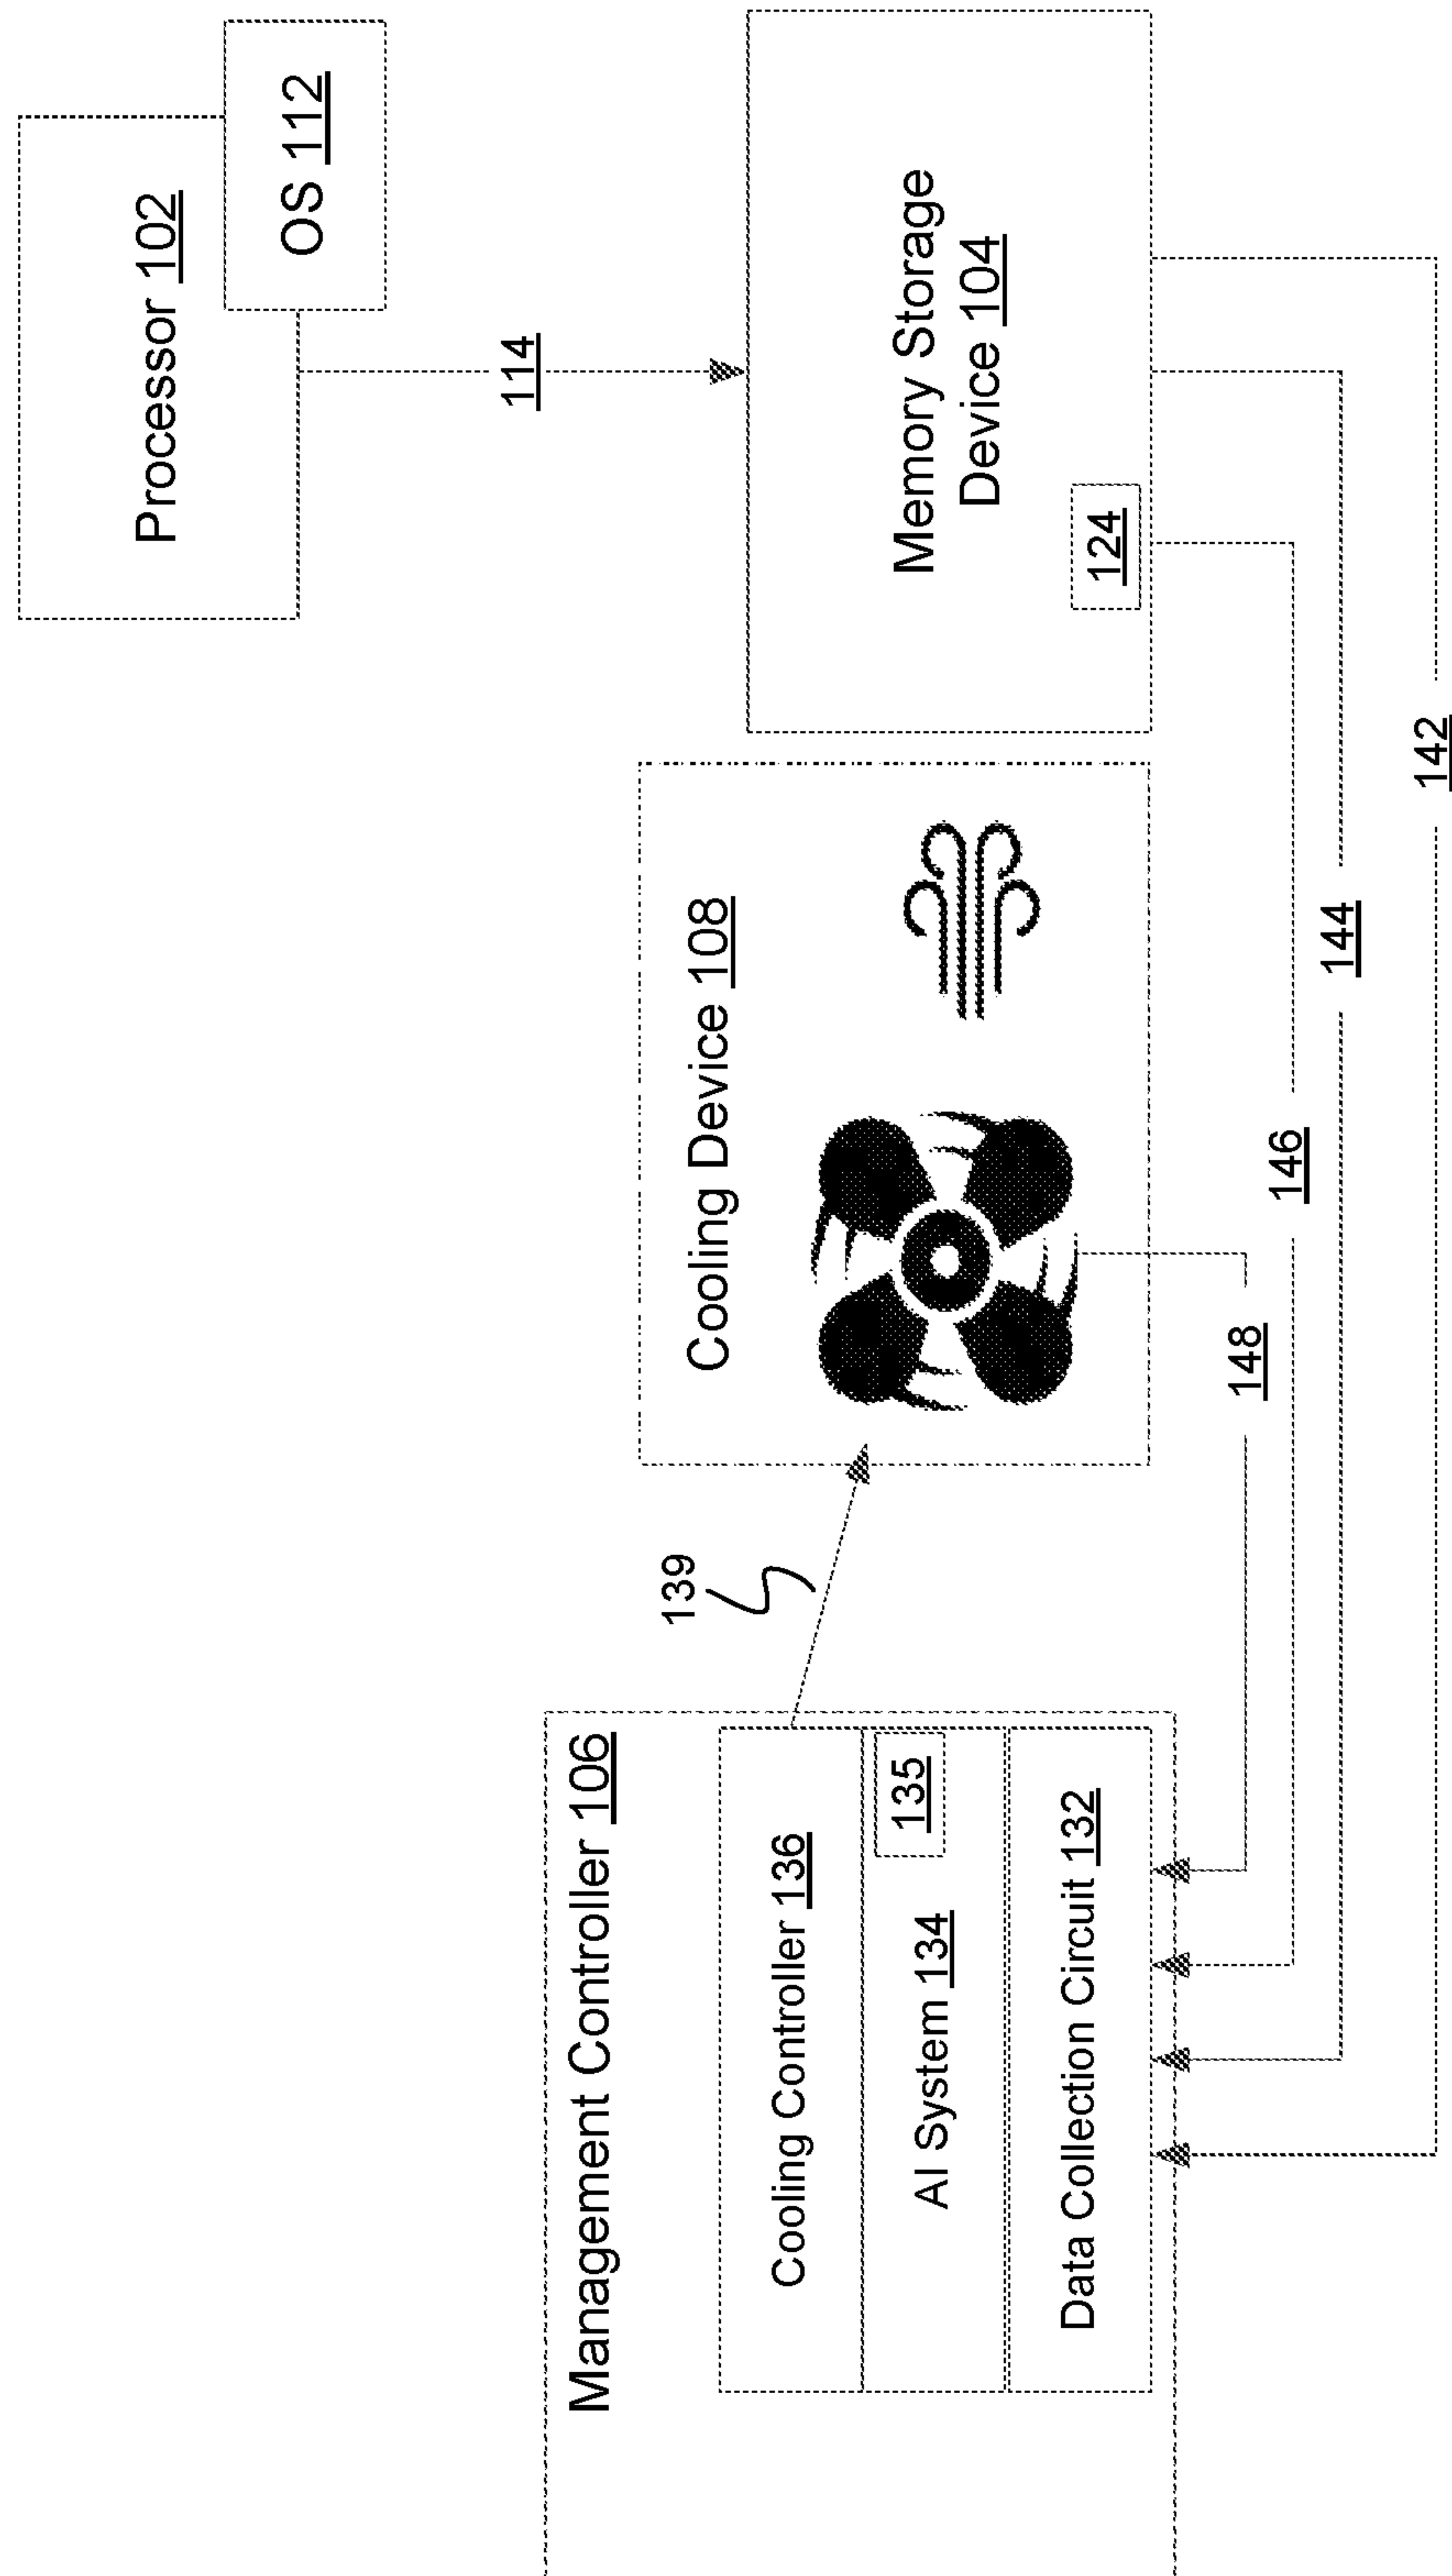 Processor 102
OS 112
114
Management Controller 106
Cooling Controller 136
AI System 134
135
Data Collection Circuit 132
139
Cooling Device 108
Memory Storage
Device 104
124
148
146
144
142